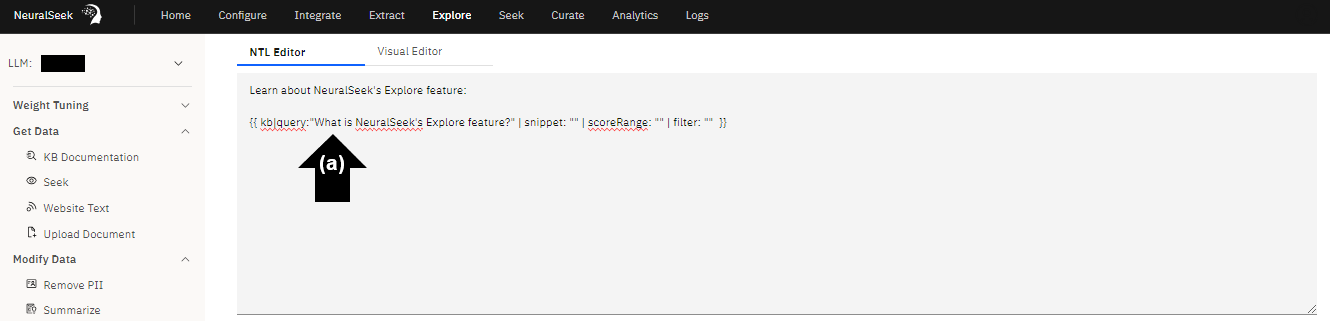 NeuralSeek Home Configure Integrate Extract Explore Seek Curate Analytics Logs
LLM:
NTL Editor Visual Editor
Weight Tuning
Get Data
KB Documentation
Seek
Website Text
Upload Document
Modify Data
Remove PII
Summarize
Learn about NeuralSeek's Explore feature:
{{ kb|query:"What is NeuralSeek's Explore feature?" | snippet: "" | scoreRange: "" | filter: ""  }}
(a)